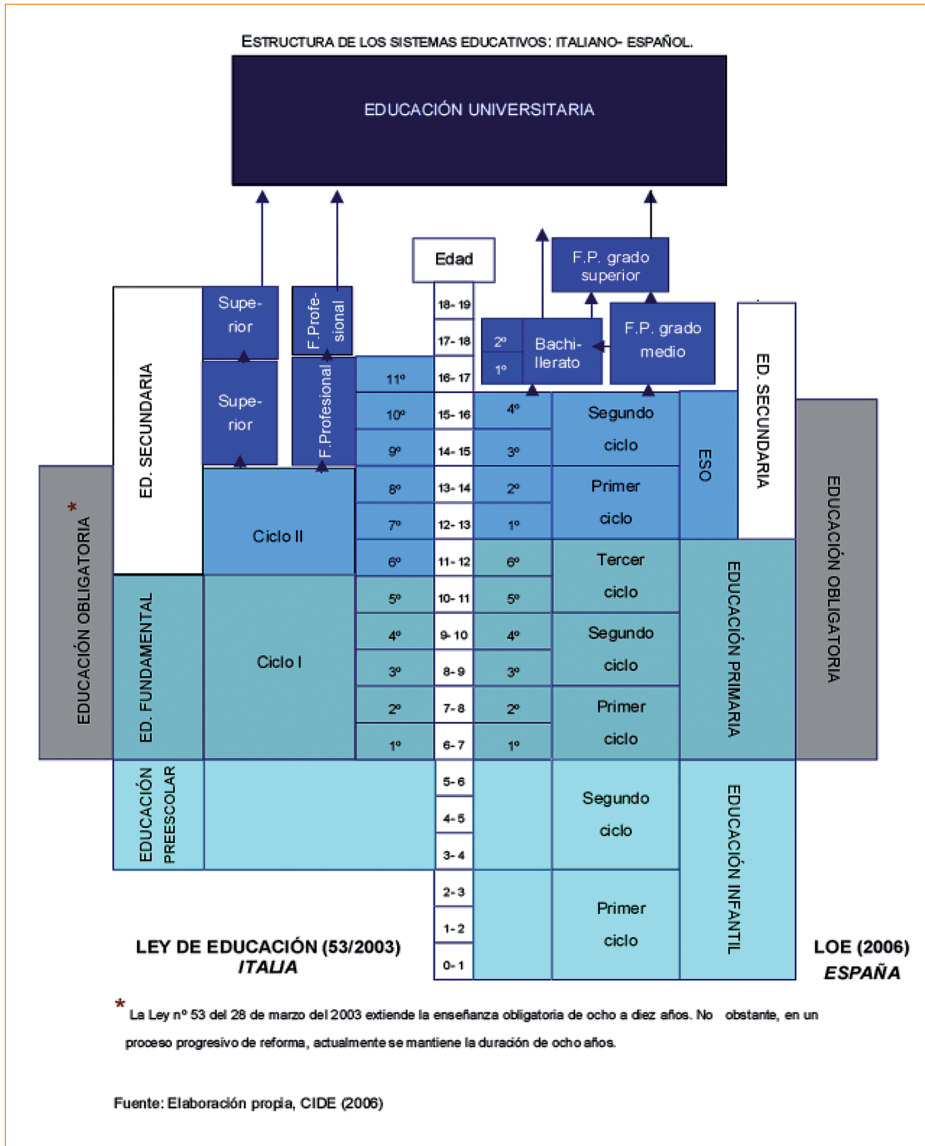 ESTRUCTURA DE LOS SISTEMAS EDUCATIVOS: ITALIANO- ESPAÑOL.
EDUCACIÓN UNIVERSITARIA
Edad
F.P. grado
superior
Supe-
rior
F.Profe-
sional
18- 19
17- 18
2º
1º
Bachi-
llerato
F.P. grado
medio
ED. SECUNDARIA
Supe-
rior
F.Profesional
11º
16- 17
10º
15- 16
4º
Segundo
ciclo
9º
14- 15
3º
ESO
ED. SECUNDARIA
EDUCACIÓN OBLIGATORIA *
Ciclo II
8º
13- 14
2º
Primer
ciclo
7º
12- 13
1º
6º
11- 12
6º
Tercer
ciclo
EDUCACIÓN OBLIGATORIA
ED. FUNDAMENTAL
Ciclo I
5º
10- 11
5º
4º
9- 10
4º
Segundo
ciclo
3º
8- 9
3º
EDUCACIÓN PRIMARIA
2º
7- 8
2º
Primer
ciclo
1º
6- 7
1º
EDUCACIÓN
PREESCOLAR
5- 6
4- 5
3- 4
Segundo
ciclo
EDUCACIÓN INFANTIL
2- 3
1- 2
0- 1
Primer
ciclo
LEY DE EDUCACIÓN (53/2003)
ITALIA
LOE (2006)
ESPAÑA
* La Ley nº 53 del 28 de marzo del 2003 extiende la enseñanza obligatoria de ocho a diez años. No obstante, en un
proceso progresivo de reforma, actualmente se mantiene la duración de ocho años.
Fuente: Elaboración propia, CIDE (2006)